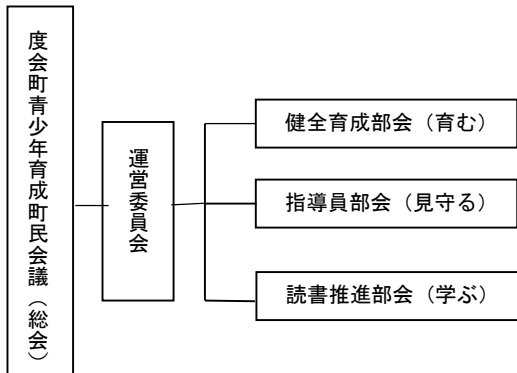 度会町青少年育成町民会議（総会）
運営委員会
健全育成部会（育む）
指導員部会（見守る）
読書推進部会（学ぶ）